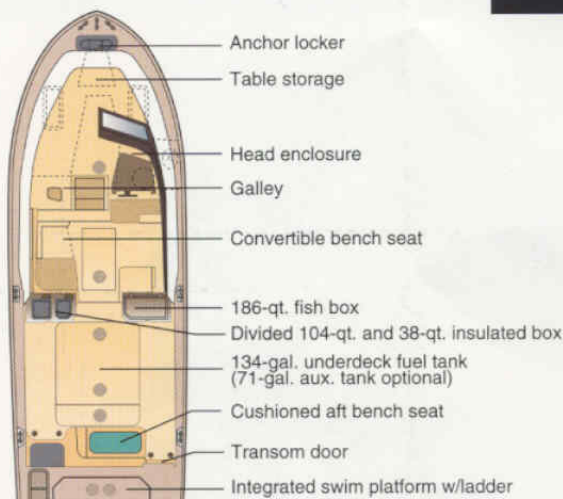 Anchor locker
Table storage
Head enclosure
Galley
Convertible bench seat
186-qt. fish box
Divided 104-qt. and 38-qt. insulated box
134-gal. underdeck fuel tank
(71-gal. aux. tank optional)
Cushioned aft bench seat
Transom door
Integrated swim platform w/ladder